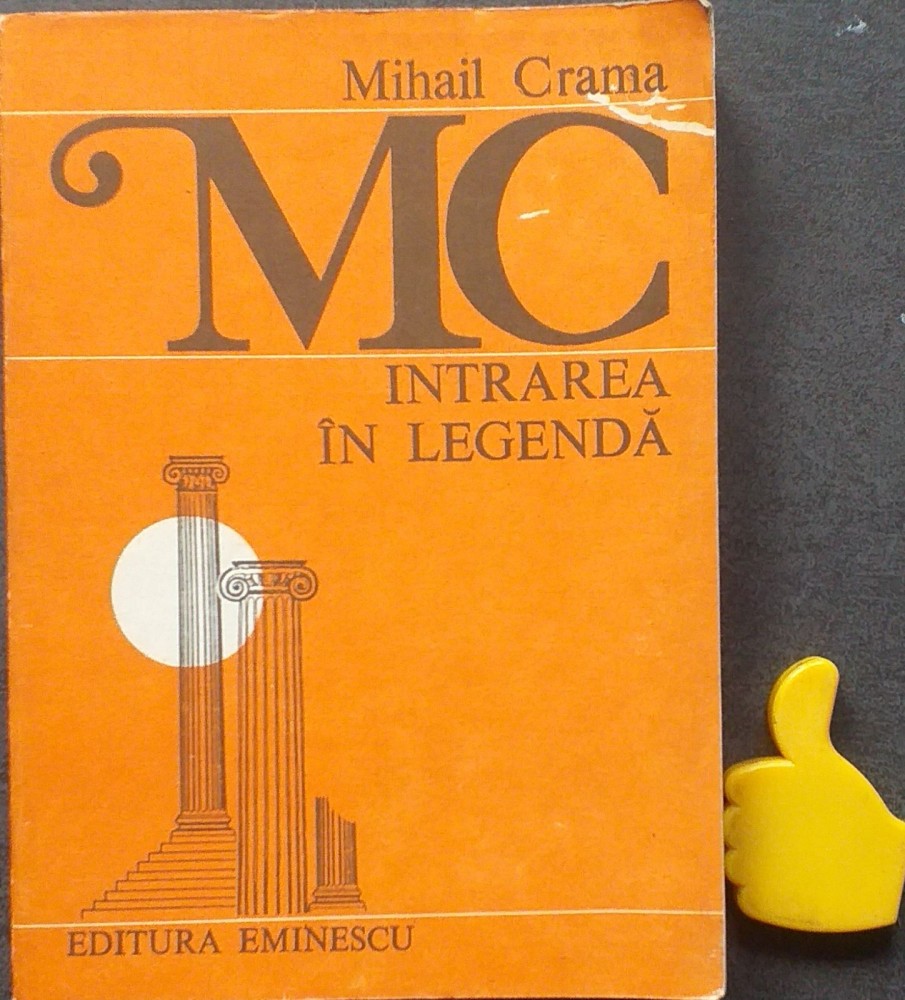 Mihail Crama
MC
INTRAREA
ÎN LEGENDĂ
EDITURA EMINESCU